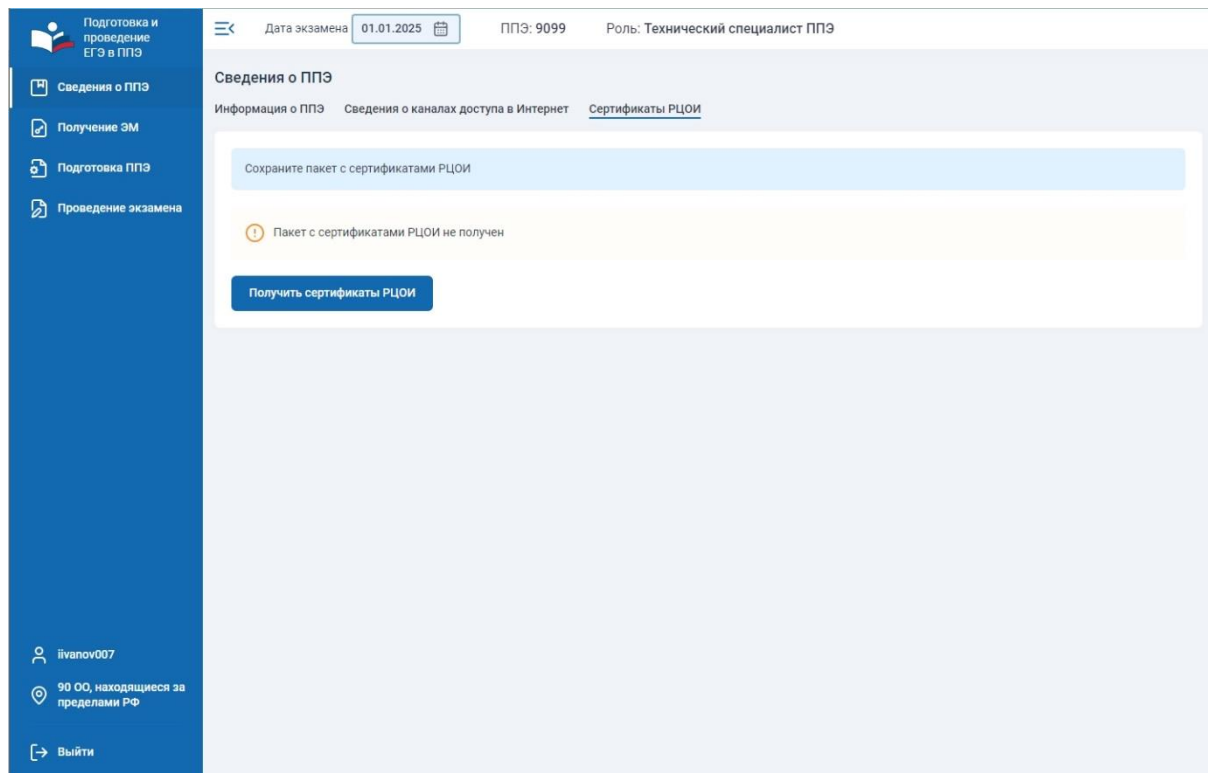 Подготовка и
проведение
ЕГЭ в ППЭ
Сведения о ППЭ
Получение ЭМ
Подготовка ППЭ
Проведение экзамена
iivanov007
90 ОО, находящиеся за
пределами РФ
Выйти
Дата экзамена 01.01.2025 ППЭ: 9099 Роль: Технический специалист ППЭ
Сведения о ППЭ
Информация о ППЭ Сведения о каналах доступа в Интернет Сертификаты РЦОИ
Сохраните пакет с сертификатами РЦОИ
Пакет с сертификатами РЦОИ не получен
Получить сертификаты РЦОИ